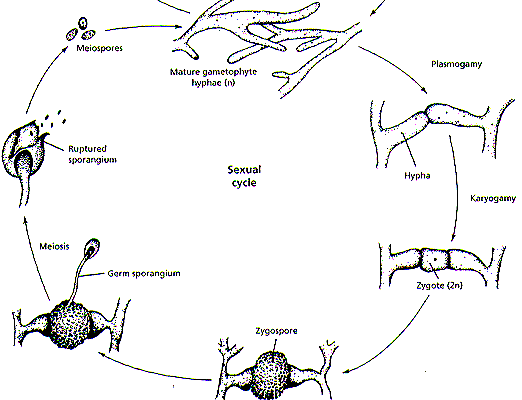 Meiospores
Mature gametophyte
hyphae (n)
Plasmogamy
Ruptured
sporangium
Sexual
cycle
Hypha
Karyogamy
Meiosis
Germ sporangium
Zygote (2n)
Zygospore